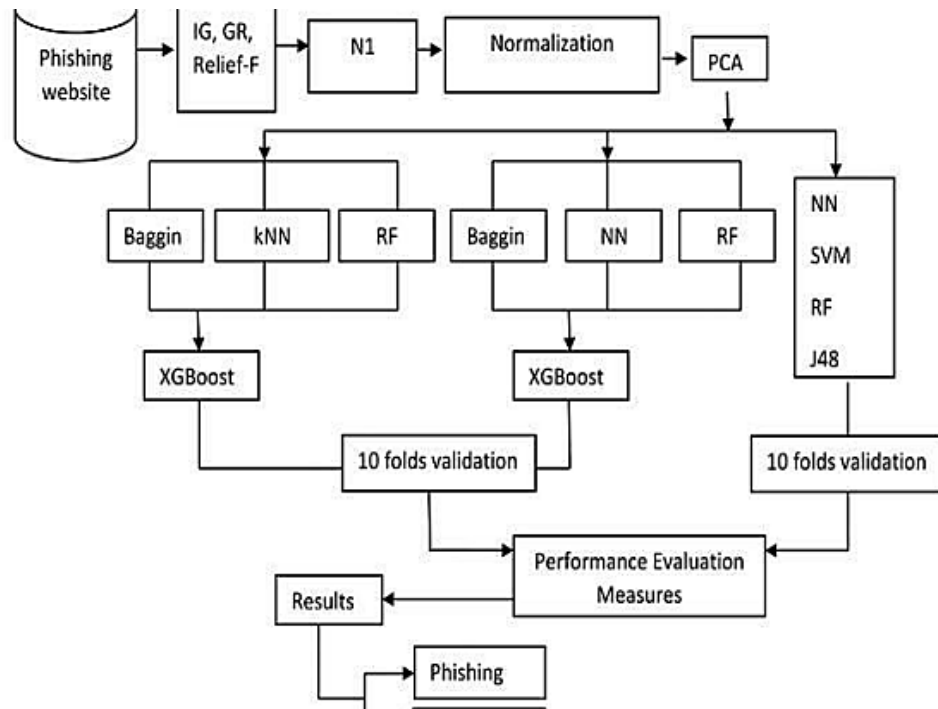 Phishing
website
IG, GR,
Relief-F
N1
Normalization
PCA
Baggin
kNN
RF
Baggin
NN
RF
NN
SVM
RF
J48
XGBoost
XGBoost
10 folds validation
10 folds validation
Performance Evaluation
Measures
Results
Phishing